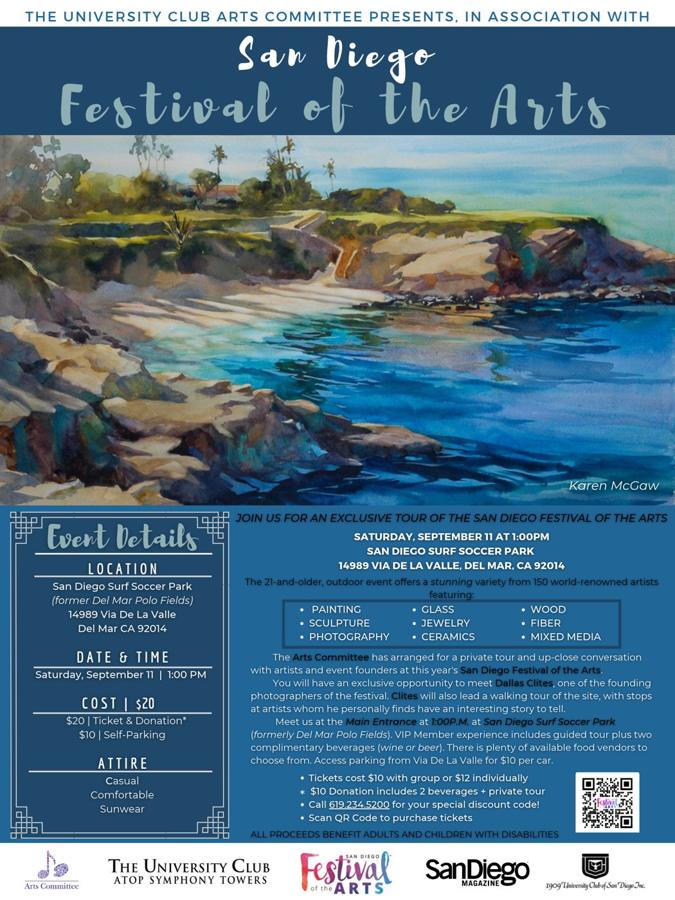 THE UNIVERSITY CLUB ARTS COMMITTEE PRESENTS, IN ASSOCIATION WITH
San Diego
Festival of the Arts
Karen McGaw
Event Details
LOCATION
San Diego Surf Soccer Park
(former Del Mar Polo Fields)
14989 Via De La Valle
Del Mar CA 92014
DATE & TIME
Saturday, September 11 | 1:00 PM
COST | $20
$20 | Ticket & Donation*
$10 | Self-Parking
ATTIRE
Casual
Comfortable
Sunwear
JOIN US FOR AN EXCLUSIVE TOUR OF THE SAN DIEGO FESTIVAL OF THE ARTS
SATURDAY, SEPTEMBER 11 AT 1:00PM
SAN DIEGO SURF SOCCER PARK
14989 VIA DE LA VALLE, DEL MAR, CA 92014
The 21-and-older, outdoor event offers a stunning variety from 150 world-renowned artists
featuring:
• PAINTING
• SCULPTURE
• PHOTOGRAPHY
• GLASS
• JEWELRY
• CERAMICS
• WOOD
• FIBER
• MIXED MEDIA
The Arts Committee has arranged for a private tour and up-close conversation
with artists and event founders at this year's San Diego Festival of the Arts.
You will have an exclusive opportunity to meet Dallas Clites, one of the founding
photographers of the festival. Clites will also lead a walking tour of the site, with stops
at artists whom he personally finds have an interesting story to tell.
Meet us at the Main Entrance at 1:00P.M. at San Diego Surf Soccer Park
(formerly Del Mar Polo Fields). VIP Member experience includes guided tour plus two
complimentary beverages (wine or beer). There is plenty of available food vendors to
choose from. Access parking from Via De La Valle for $10 per car.
• Tickets cost $10 with group or $12 individually
* $10 Donation includes 2 beverages + private tour
• Call 619.234.5200 for your special discount code!
• Scan QR Code to purchase tickets
ALL PROCEEDS BENEFIT ADULTS AND CHILDREN WITH DISABILITIES
Arts Committee
THE UNIVERSITY CLUB
ATOP SYMPHONY TOWERS
SAN DIEGO
Festival
of the ARTS
SanDiego
MAGAZINE
1909 University Club of San Diego Inc.